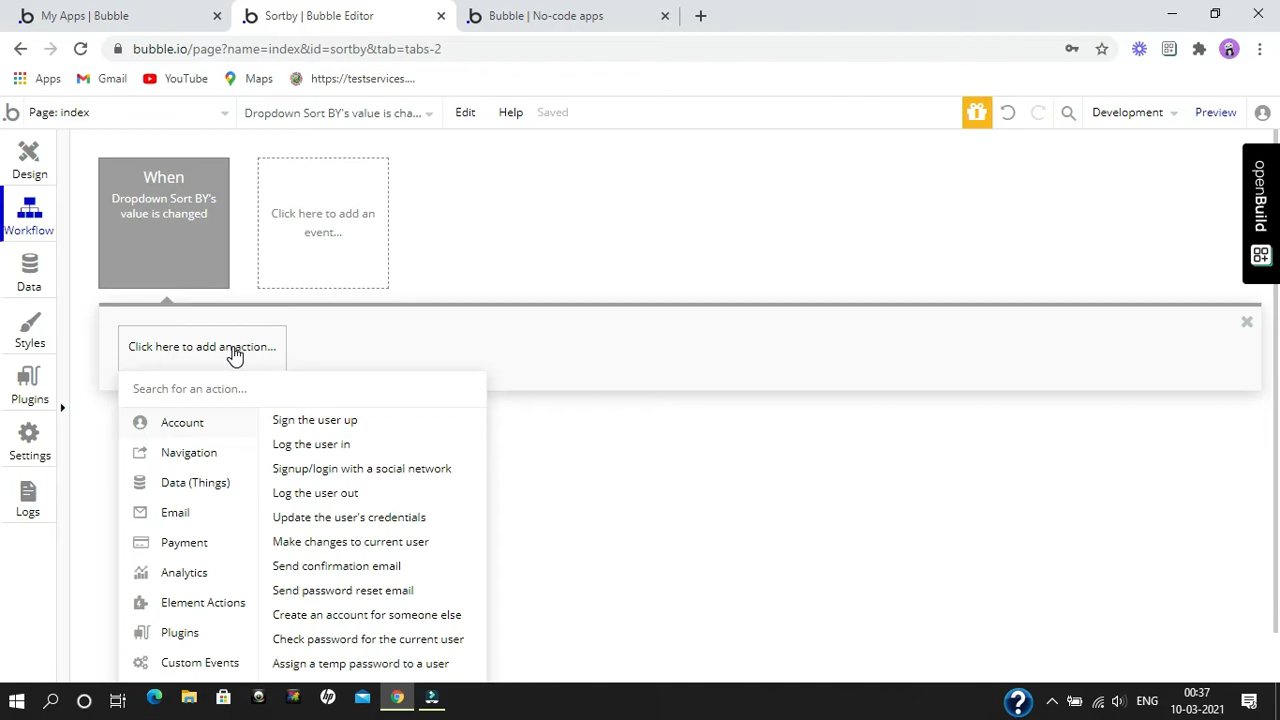 My Apps | Bubble
Sortby | Bubble Editor
Bubble | No-code apps
bubble.io/page?name=index&id=sortby&tab=tabs-2
Apps
Gmail
YouTube
Maps
https://testservices....
Page: index
Dropdown Sort BY's value is cha...
Edit
Help
Saved
Development
Preview
Design
Workflow
Data
Styles
Plugins
Settings
Logs
When
Dropdown Sort BY's
value is changed
Click here to add an
event...
openBuild
Click here to add an action...
Search for an action...
Account
Navigation
Data (Things)
Email
Payment
Analytics
Element Actions
Plugins
Custom Events
Sign the user up
Log the user in
Signup/login with a social network
Log the user out
Update the user's credentials
Make changes to current user
Send confirmation email
Send password reset email
Create an account for someone else
Check password for the current user
Assign a temp password to a user
ENG
00:37
10-03-2021